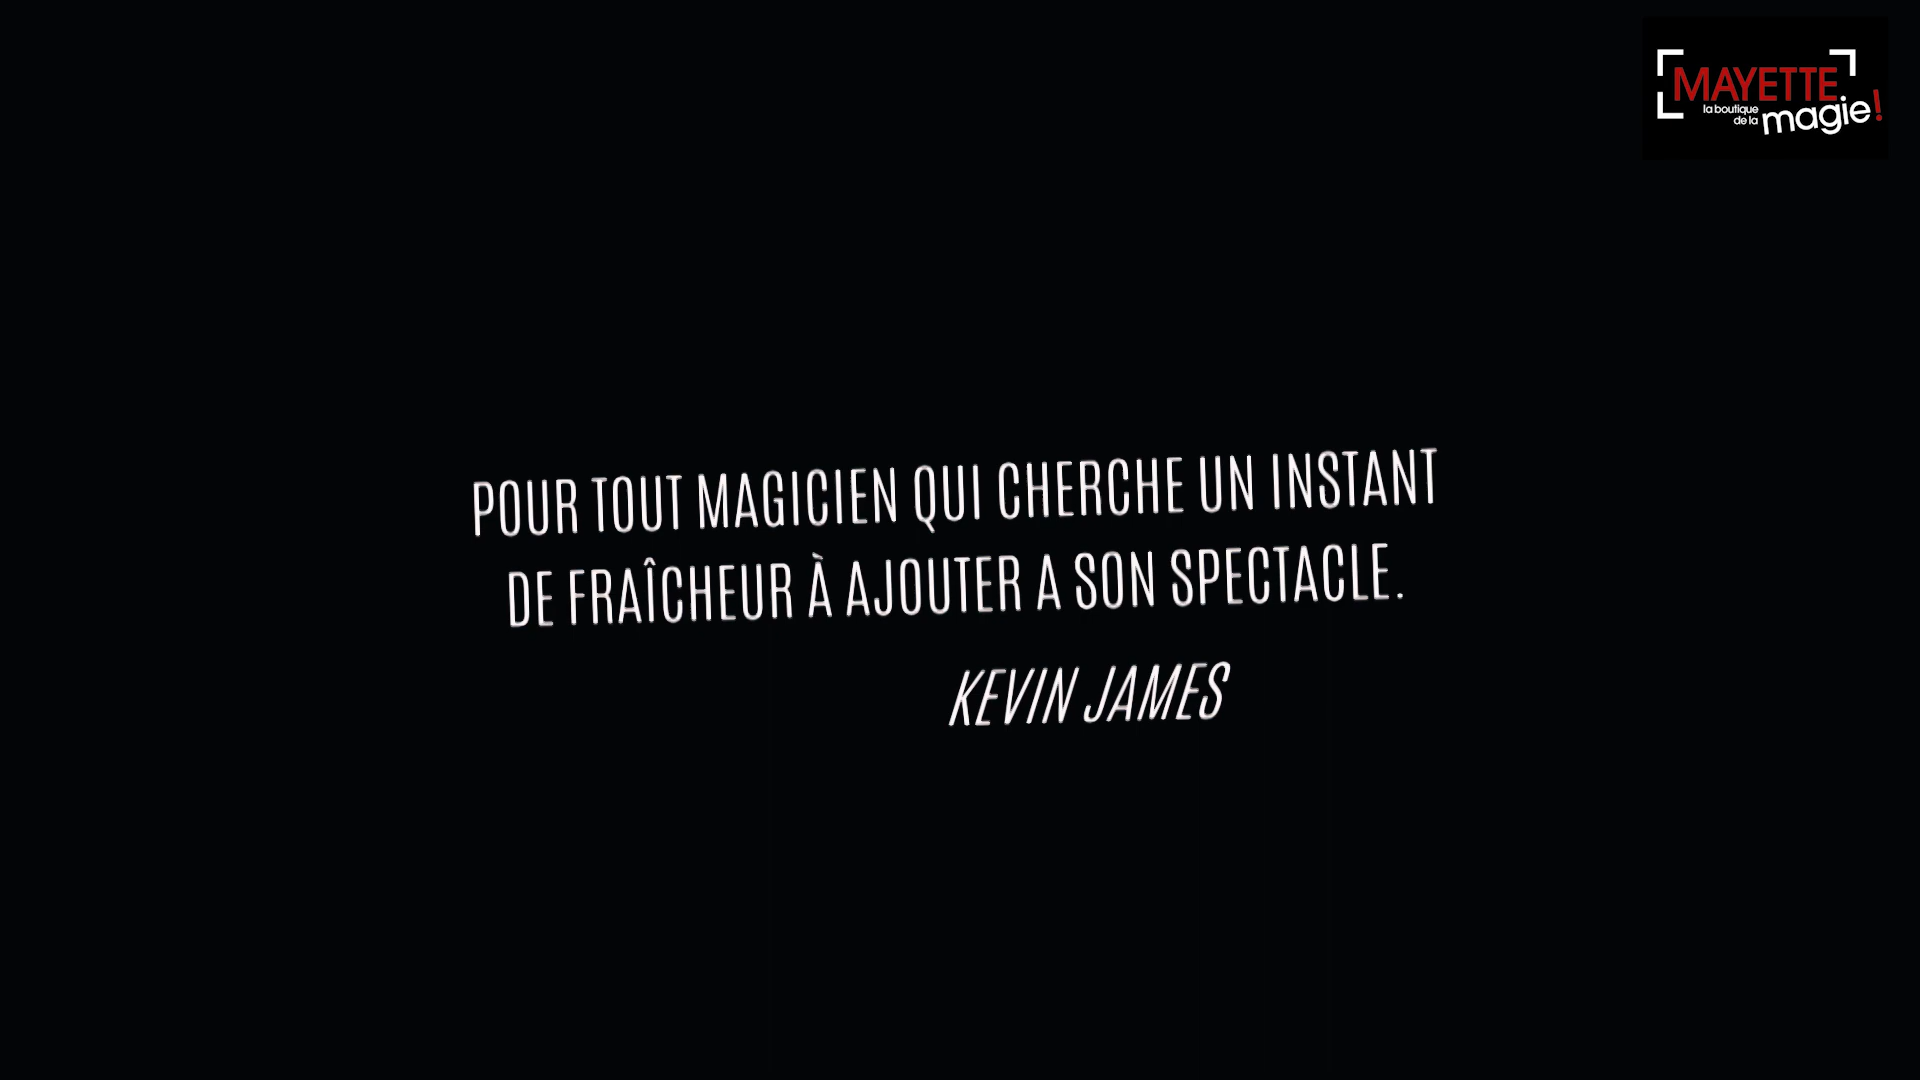 MAYETTE
la boutique
de la magie!
POUR TOUT MAGICIEN QUI CHERCHE UN INSTANT
DE FRAÎCHEUR À AJOUTER A SON SPECTACLE.
KEVIN JAMES